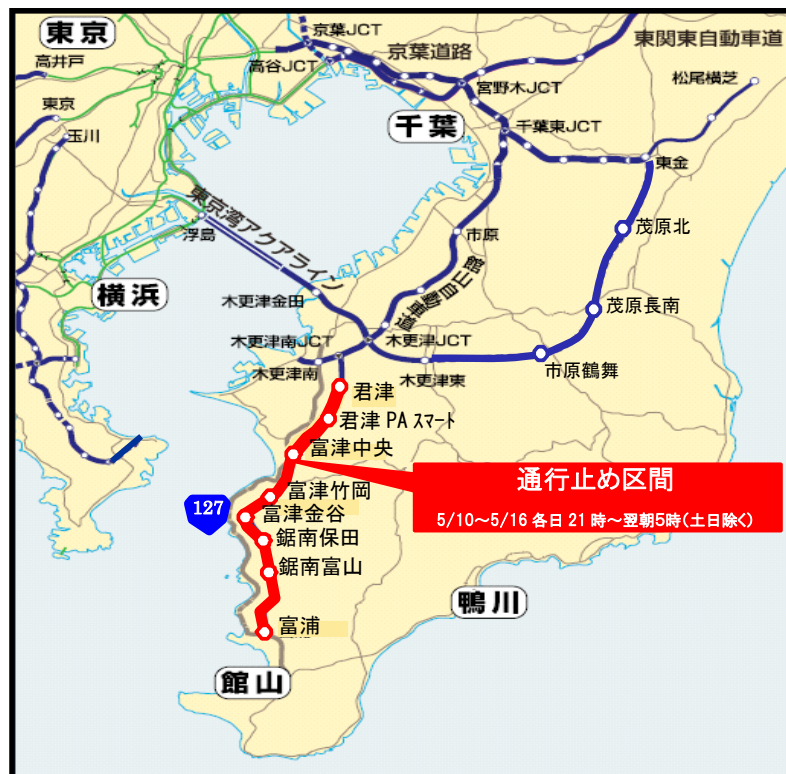 東京
京葉JCT
京葉道路
東関東自動車道
高井戸
高谷JCT
宮野木JCT
松尾横芝
東京
千葉
千葉東JCT
玉川
東金
東京湾アクアライン
浮島
市原
茂原北
館山自動車道
横浜
木更津金田
茂原長南
木更津南JCT
木更津JCT
市原鶴舞
木更津南
木更津東
君津
君津PAスマート
富津中央
通行止め区間
5/10～5/16 各日 21時～翌朝5時(土日除く)
127
富津竹岡
富津金谷
鋸南保田
鋸南富山
鴨川
富浦
館山